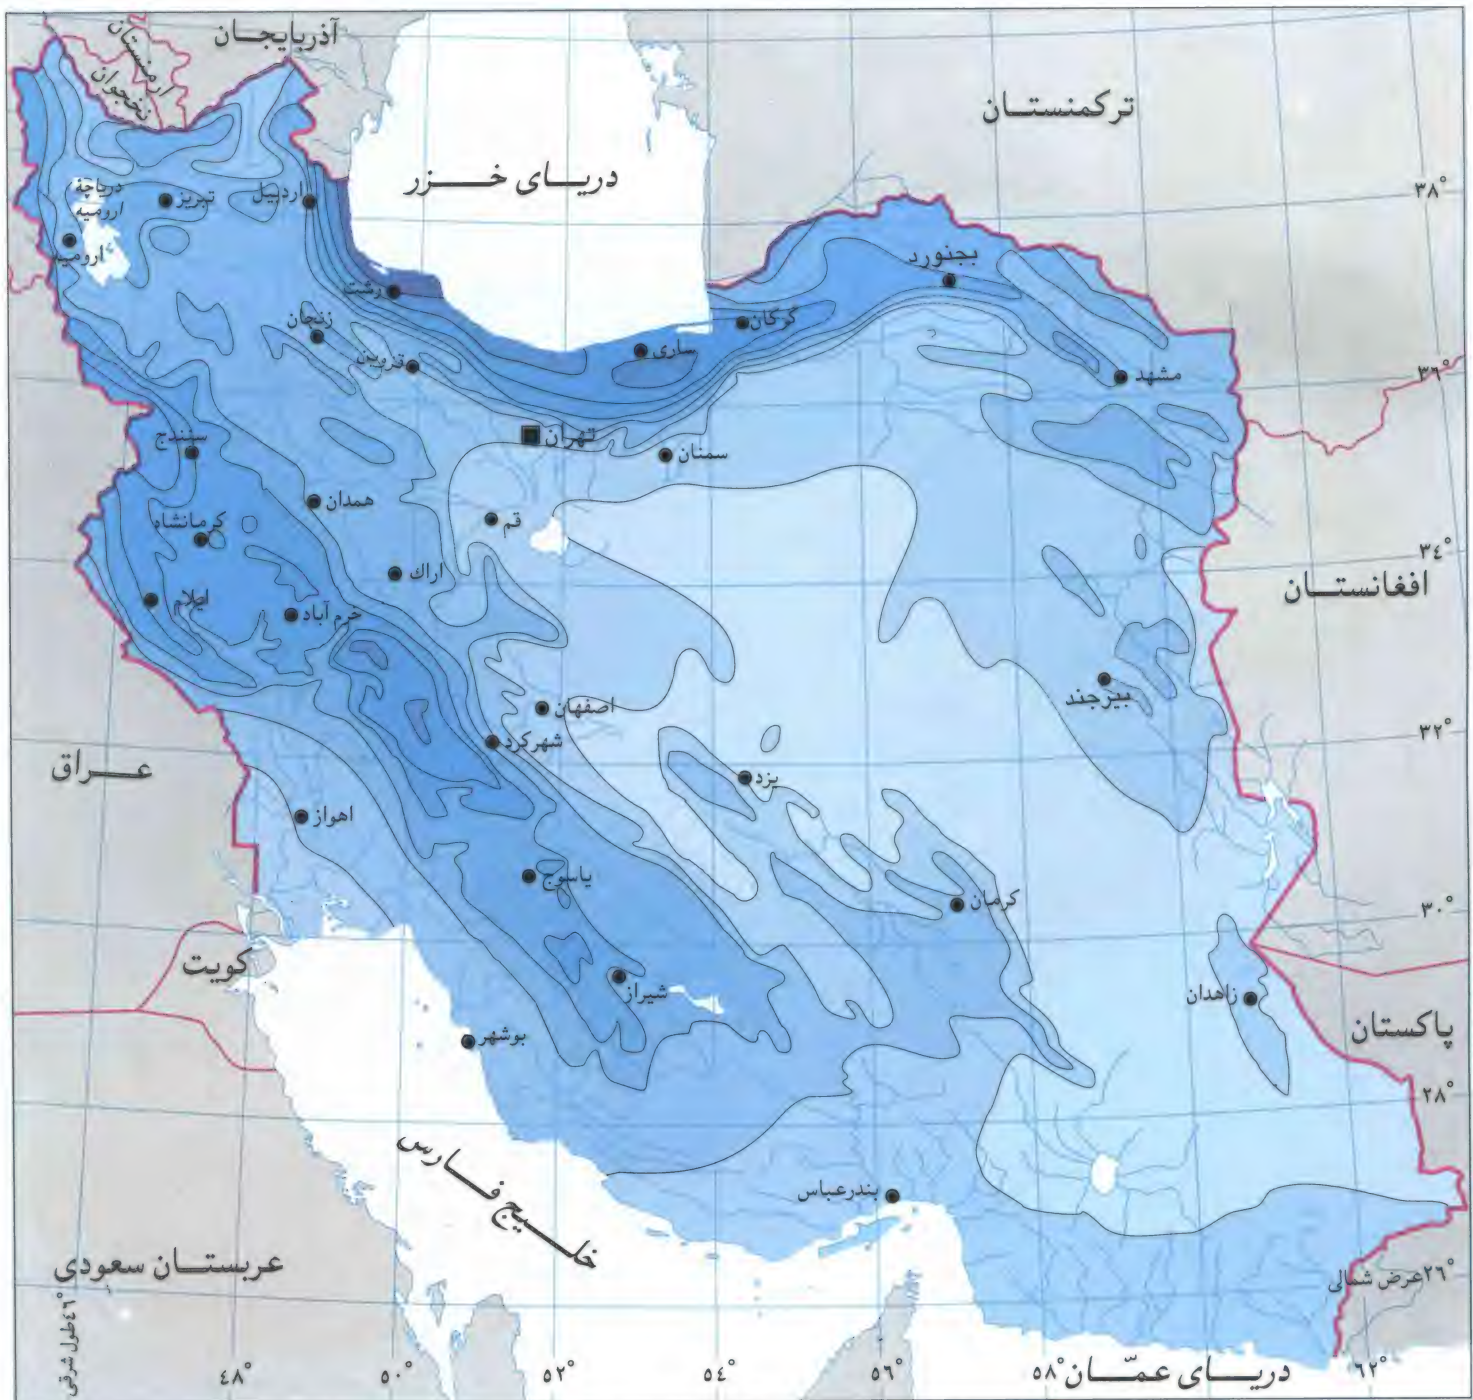 آذربایجان
ارمنستان
نخجوان
ترکمنستان
دریای خزر
۳۸°
دریاچهٔ
ارومیه
تبریز
اردبیل
ارومیه
بجنورد
رشت
گرگان
زنجان
ساری
قزوین
مشهد
۳۶°
تهران
سنندج
سمنان
همدان
کرمانشاه
قم
۳۴°
اراک
افغانستان
ایلام
خرم آباد
بیرجند
اصفهان
شهرکرد
۳۲°
عراق
یزد
اهواز
یاسوج
کرمان
۳۰°
کویت
شیراز
زاهدان
پاکستان
بوشهر
۲۸°
خلیج فارس
بندرعباس
عربستان سعودی
۲۶° عرض شمالی
۴۶° طول شرقی
۴۸°
۵۰°
۵۲°
۵۴°
۵۶°
۵۸°
دریای عمّان
۶۲°